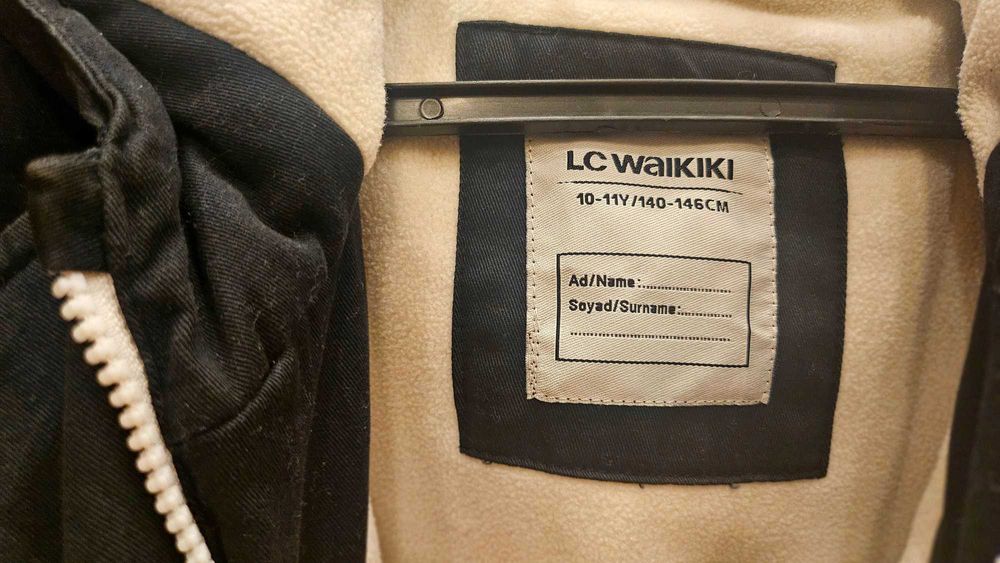 LC WAIKIKI
10-11Y/140-146CM
Ad/Name:......................
Soyad/Surname:.............
........................................